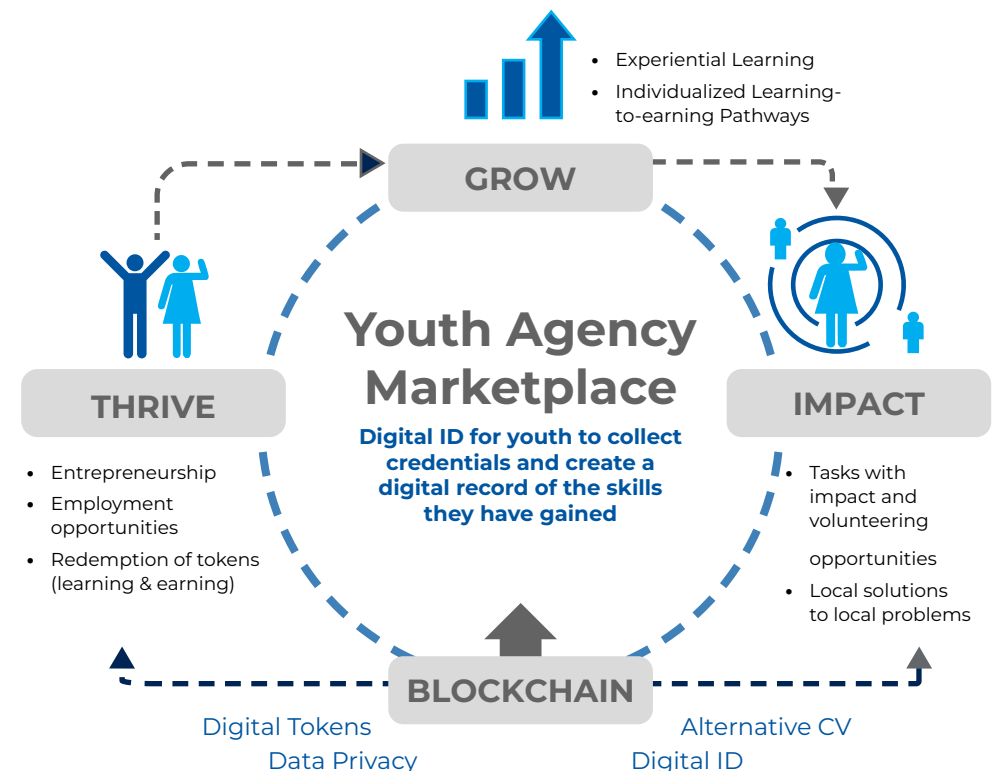 • Experiential Learning
• Individualized Learning-
to-earning Pathways
GROW
Youth Agency
Marketplace
Digital ID for youth to collect
credentials and create a
digital record of the skills
they have gained
THRIVE
• Entrepreneurship
• Employment
opportunities
• Redemption of tokens
(learning & earning)
IMPACT
• Tasks with
impact and
volunteering
opportunities
• Local solutions
to local problems
BLOCKCHAIN
Digital Tokens
Data Privacy
Alternative CV
Digital ID